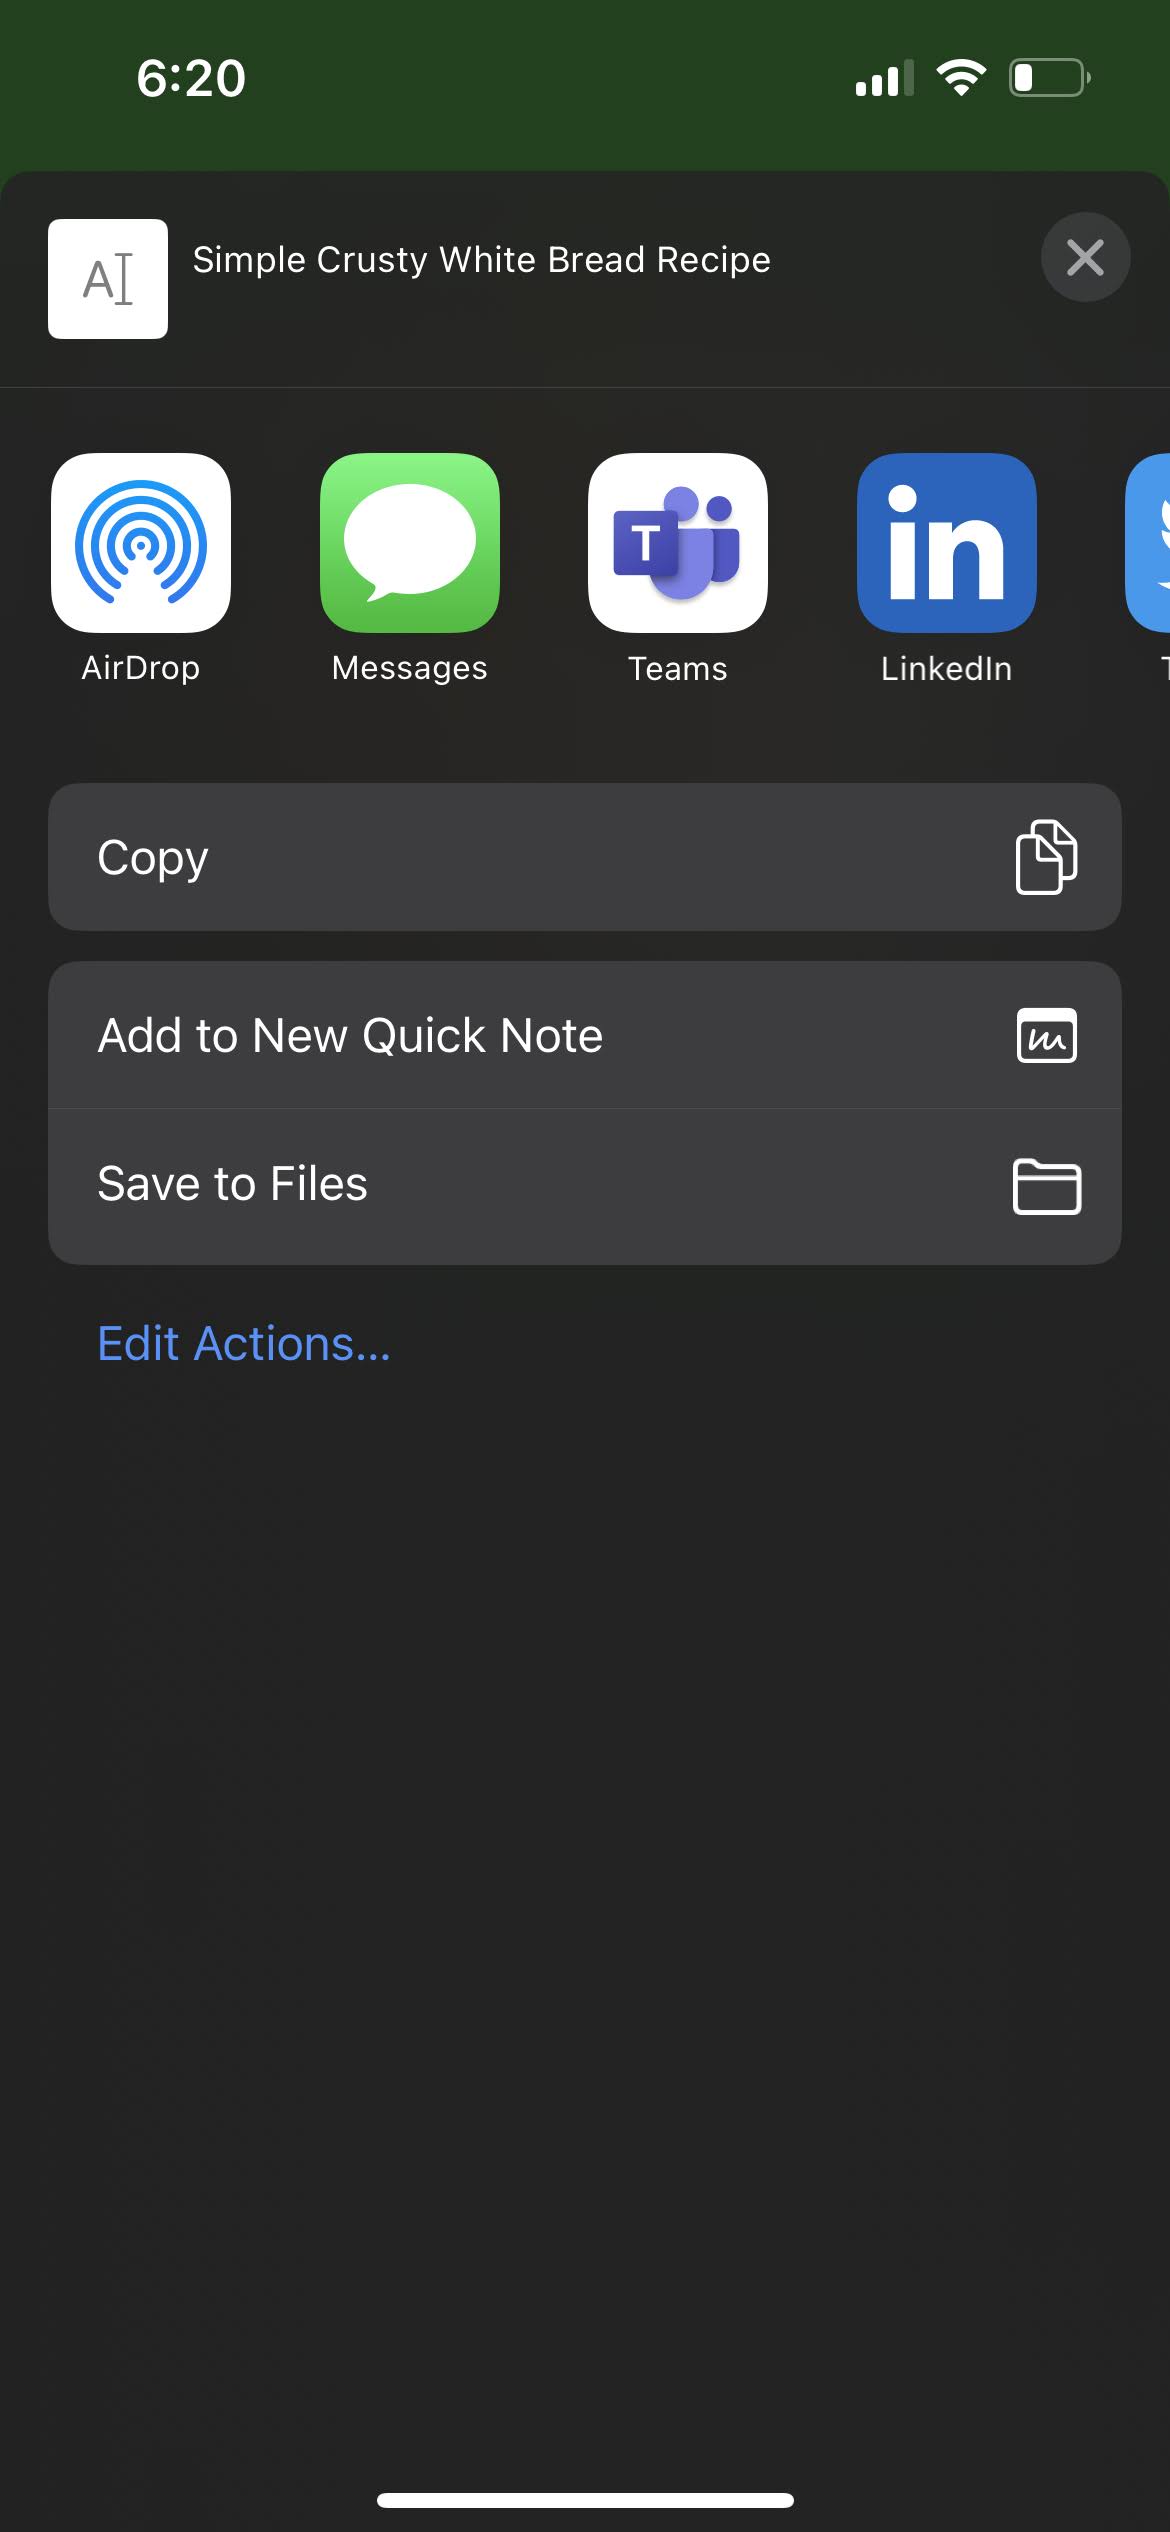 6:20
A
Simple Crusty White Bread Recipe
T
in
AirDrop
Messages
Teams
LinkedIn
T
Copy
Add to New Quick Note
Save to Files
Edit Actions...